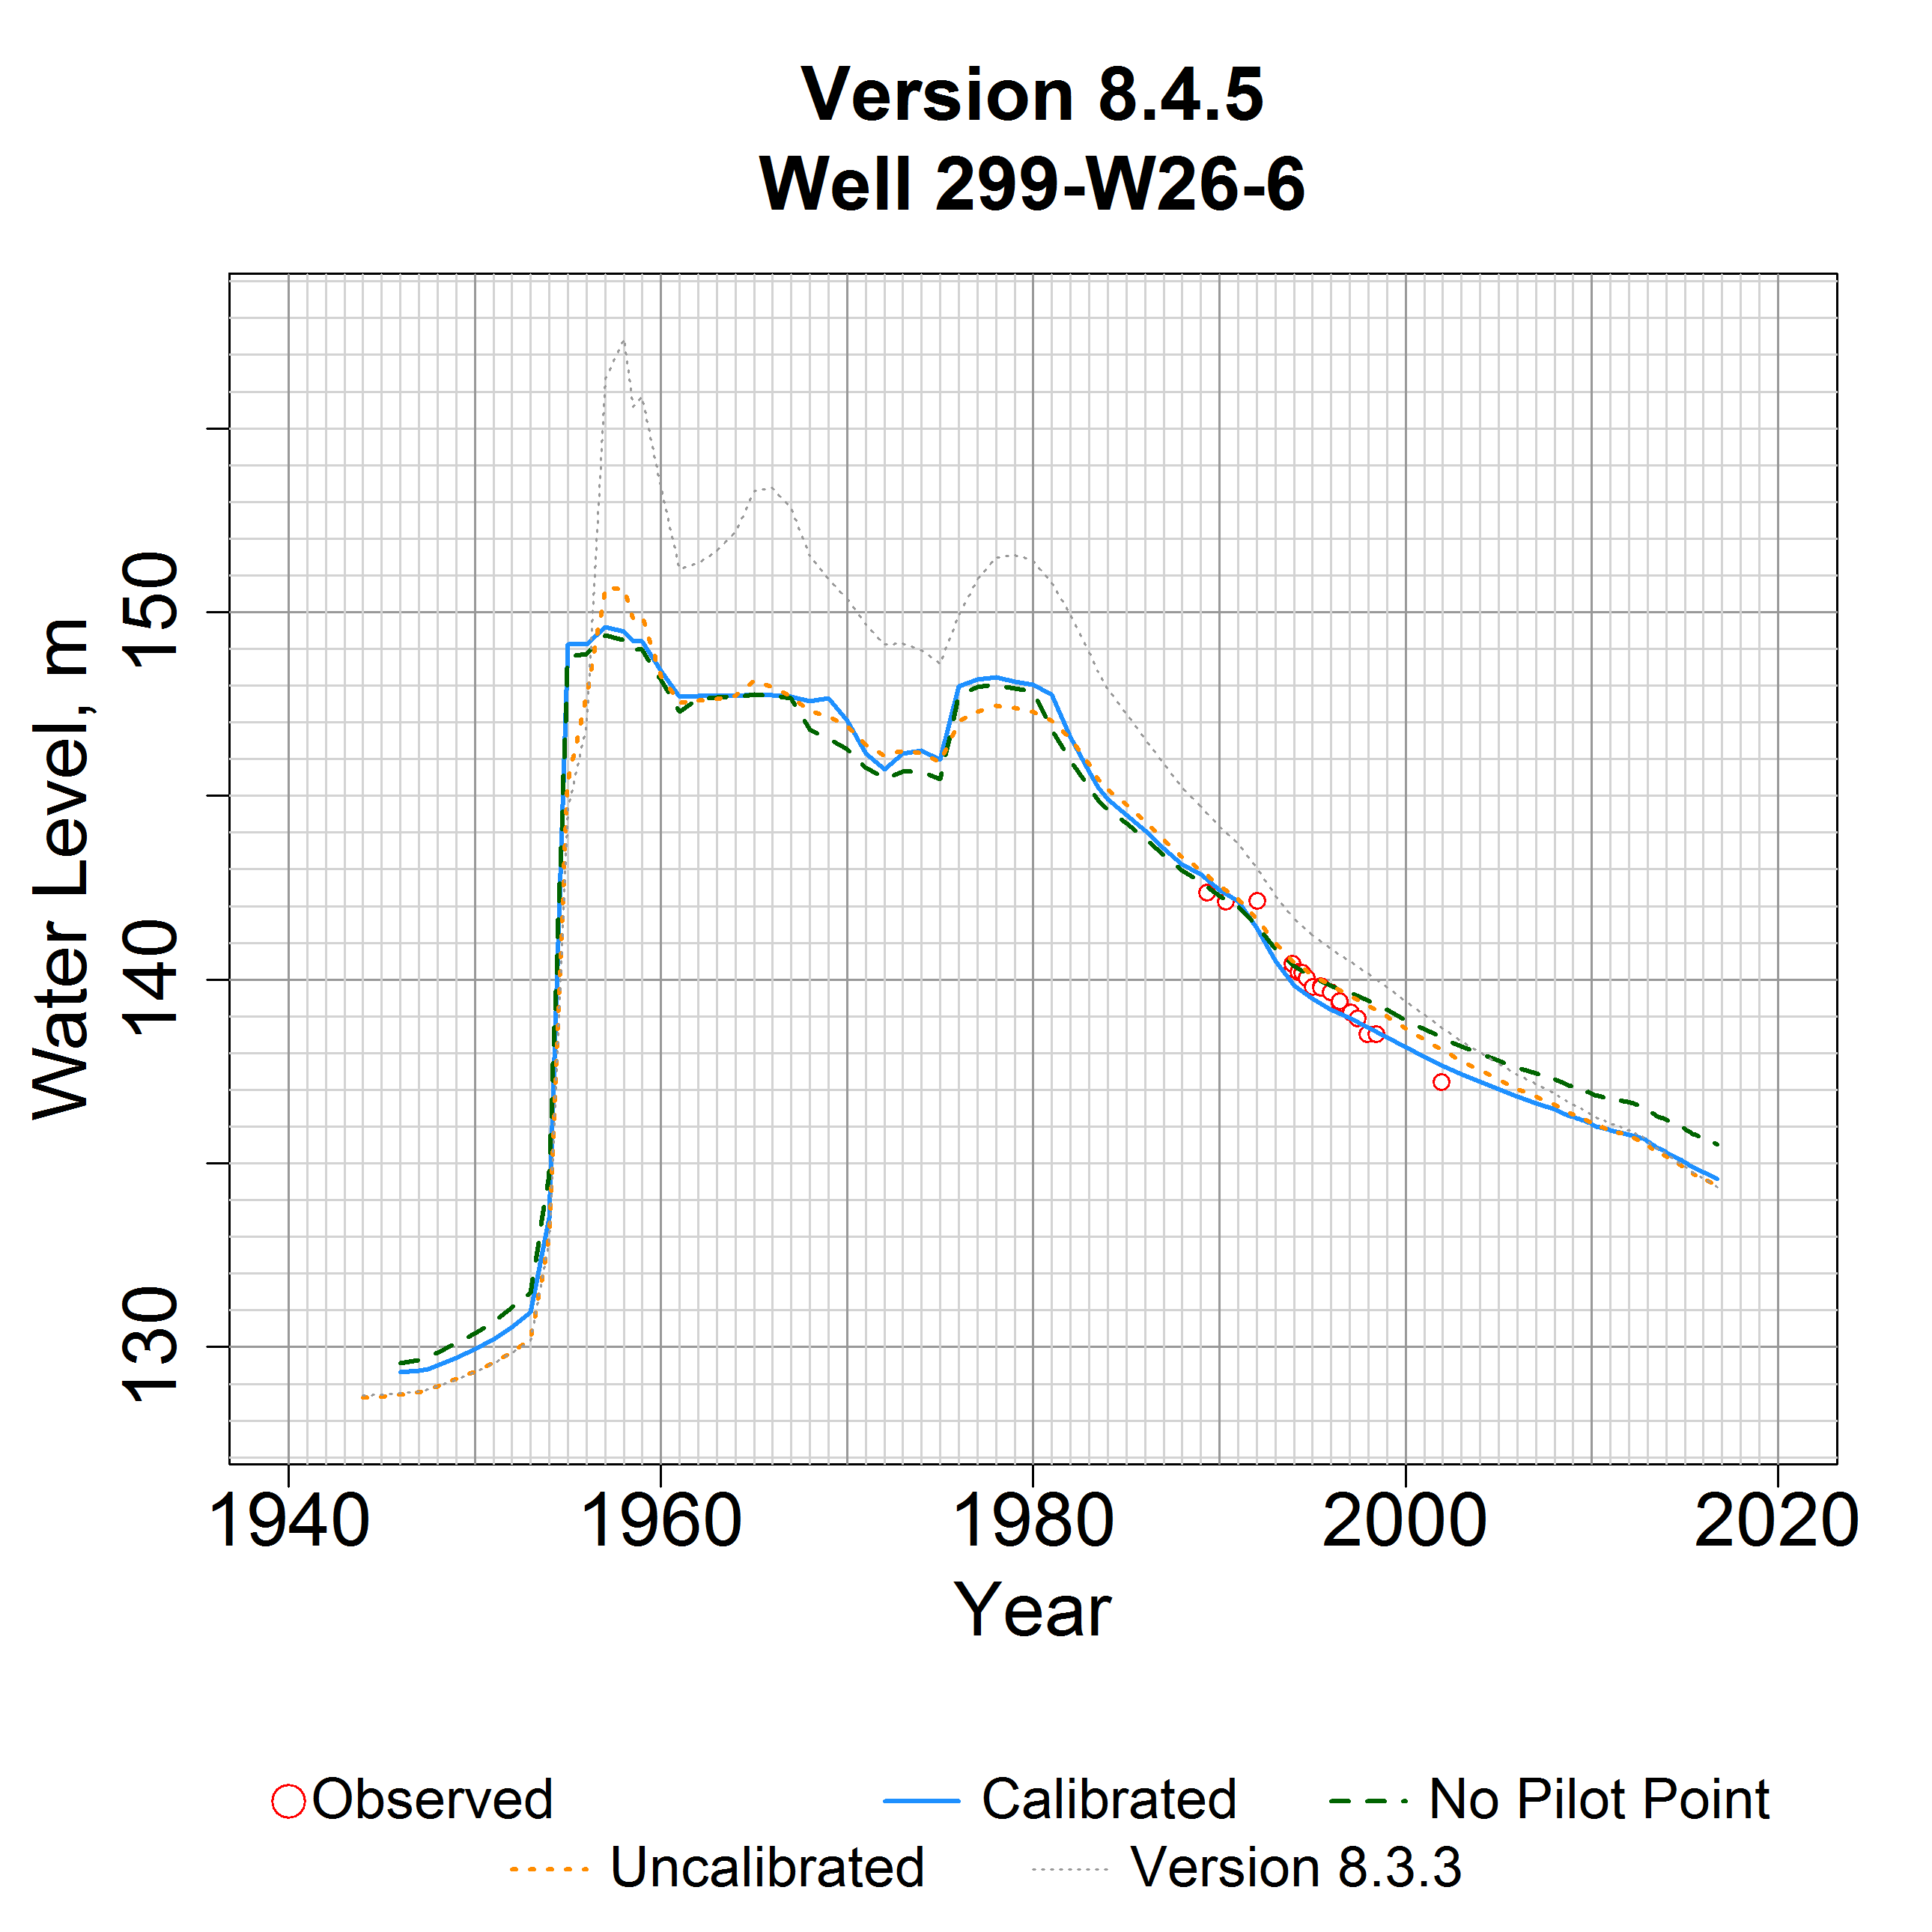 Version 8.4.5
Well 299-W26-6
Water Level, m
150
140
130
1940 1960 1980 2000 2020
Year
Observed Calibrated No Pilot Point
Uncalibrated Version 8.3.3